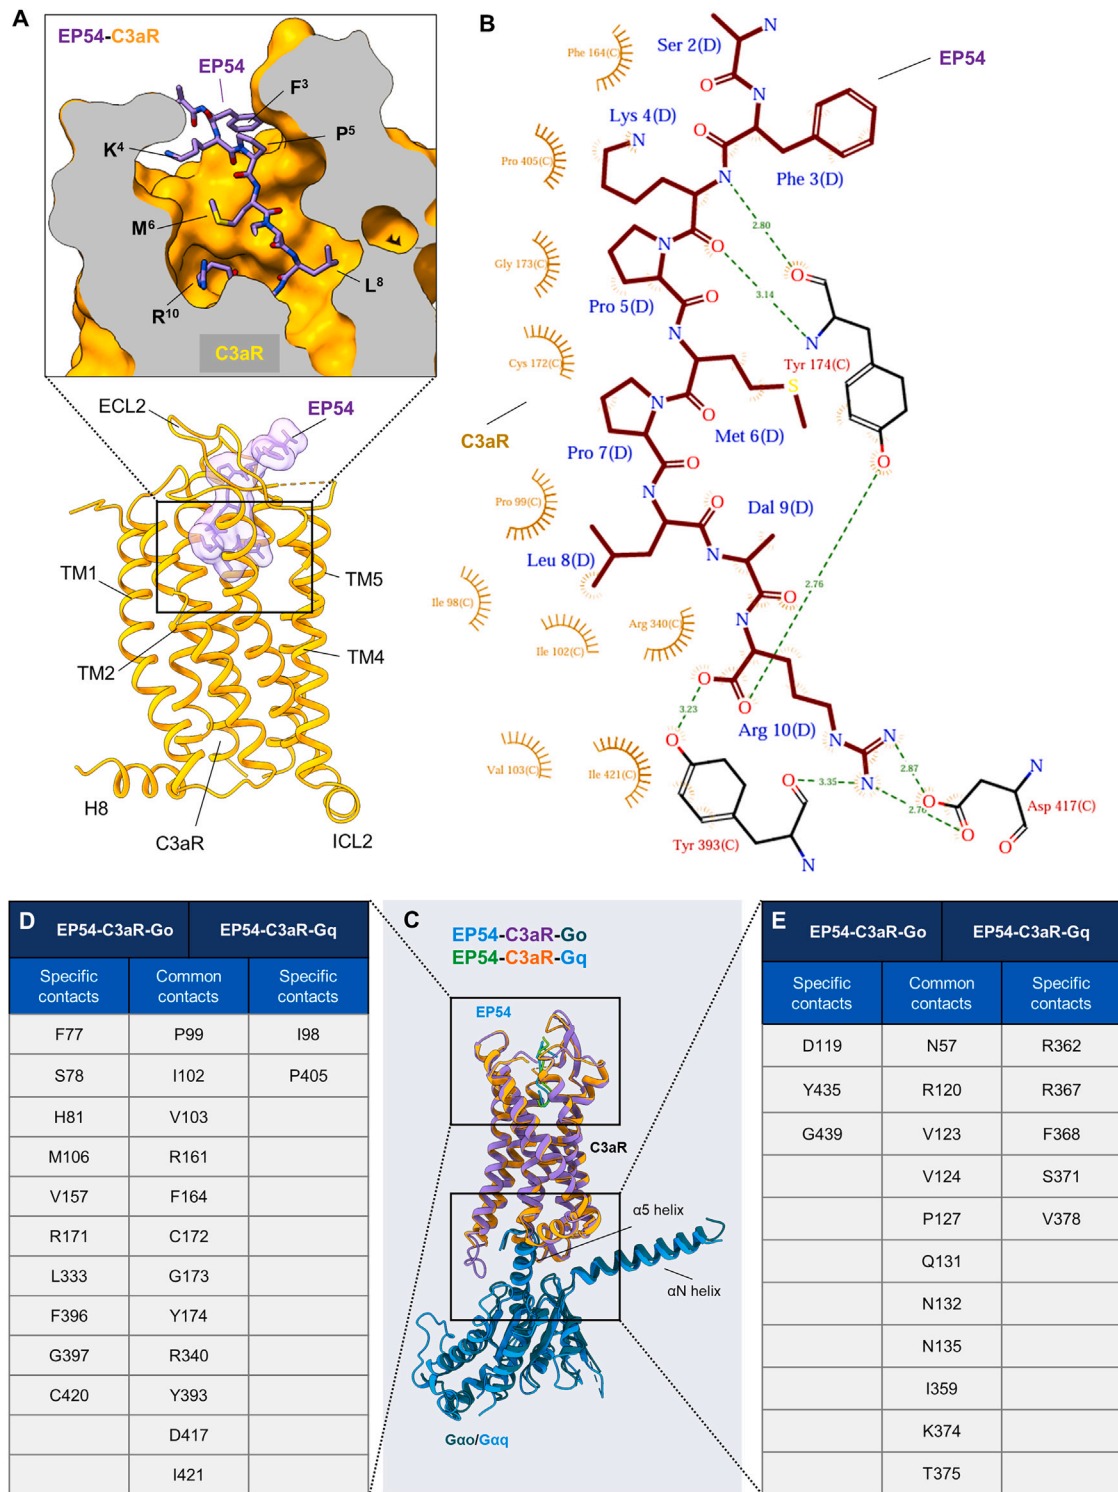 A
EP54-C3aR
EP54
F3
P5
K4
M6
L8
R10
C3aR
ECL2
EP54
TM1
TM5
TM2
TM4
H8
C3aR
ICL2
B
Ser 2(D)
EP54
Phe 164(C)
Lys 4(D)
Pro 405(C)
Phe 3(D)
2.80
Gly 173(C)
3.14
Pro 5(D)
Cys 172(C)
Tyr 174(C)
C3aR
Met 6(D)
Pro 7(D)
Pro 99(C)
Dal 9(D)
Leu 8(D)
2.76
Ile 98(C)
Arg 340(C)
Ile 102(C)
3.23
Arg 10(D)
Val 103(C)
Ile 421(C)
2.87
3.35
2.76
Asp 417(C)
Tyr 393(C)
D
EP54-C3aR-Go EP54-C3aR-Gq
Specific contacts Common contacts Specific contacts
F77 P99 I98
S78 I102 P405
H81 V103
M106 R161
V157 F164
R171 C172
L333 G173
F396 Y174
G397 R340
C420 Y393
D417
I421
C
EP54-C3aR-Go
EP54-C3aR-Gq
EP54
C3aR
α5 helix
αN helix
Gαo/Gαq
E
EP54-C3aR-Go EP54-C3aR-Gq
Specific contacts Common contacts Specific contacts
D119 N57 R362
Y435 R120 R367
G439 V123 F368
V124 S371
P127 V378
Q131
N132
N135
I359
K374
T375